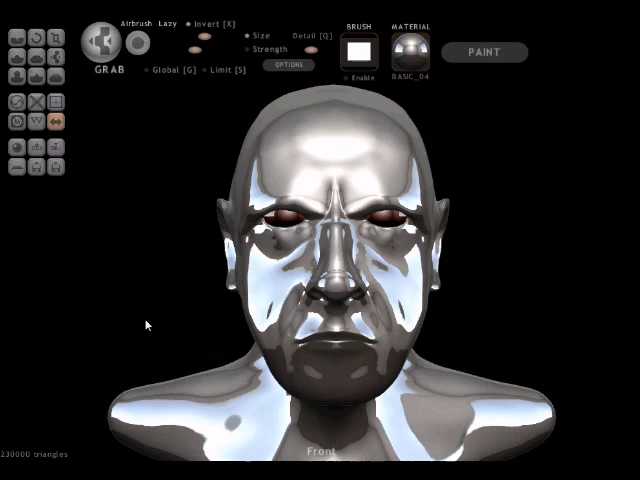 Airbrush Lazy Invert [X]
Size Detail [Q]
Strength
GRAB
Global [G] Limit [S]
OPTIONS
BRUSH
Enable
MATERIAL
BASIC_04
PAINT
230000 triangles
Front